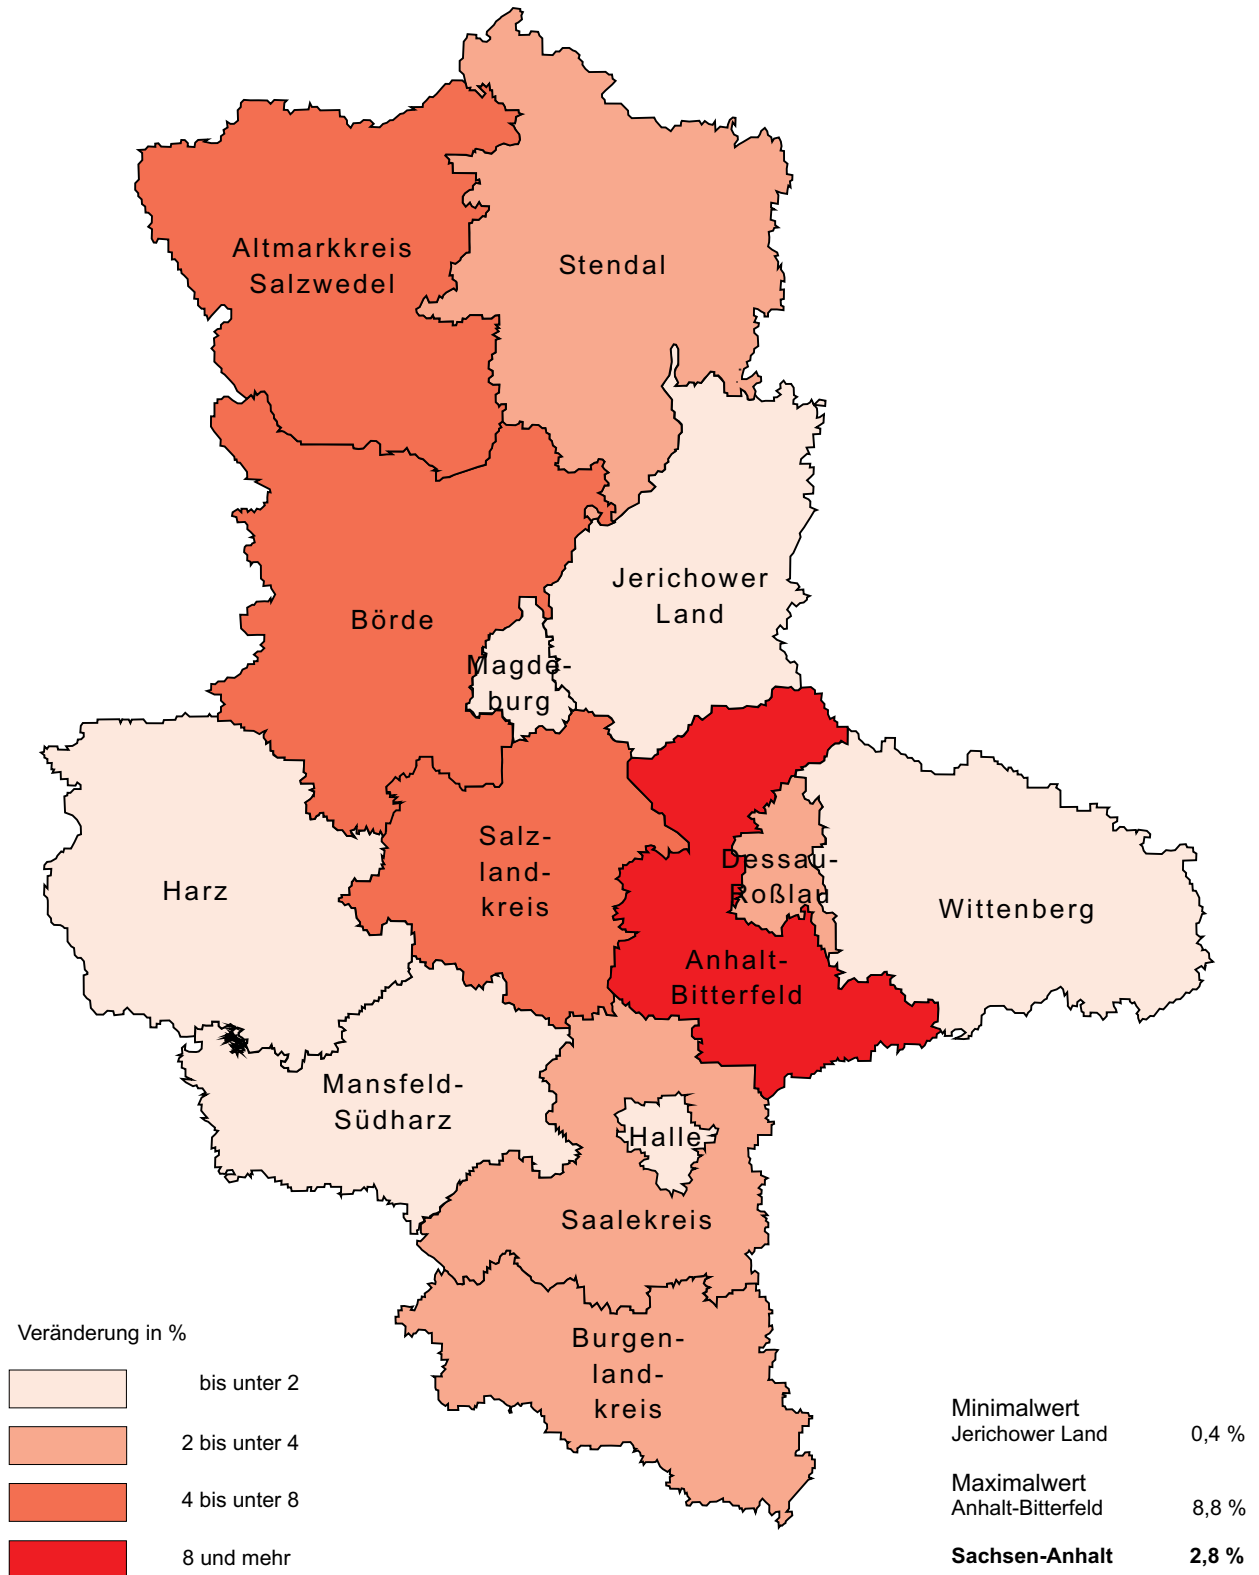 Altmarkkreis
Salzwedel
Stendal
Jerichower
Land
Börde
Magde-
burg
Salz-
land-
kreis
Harz
Dessau-
Roßlau
Wittenberg
Anhalt-
Bitterfeld
Mansfeld-
Südharz
Halle
Saalekreis
Burgen-
land-
kreis
Veränderung in %
bis unter 2
2 bis unter 4
4 bis unter 8
8 und mehr
Minimalwert
Jerichower Land 0,4 %
Maximalwert
Anhalt-Bitterfeld 8,8 %
Sachsen-Anhalt 2,8 %